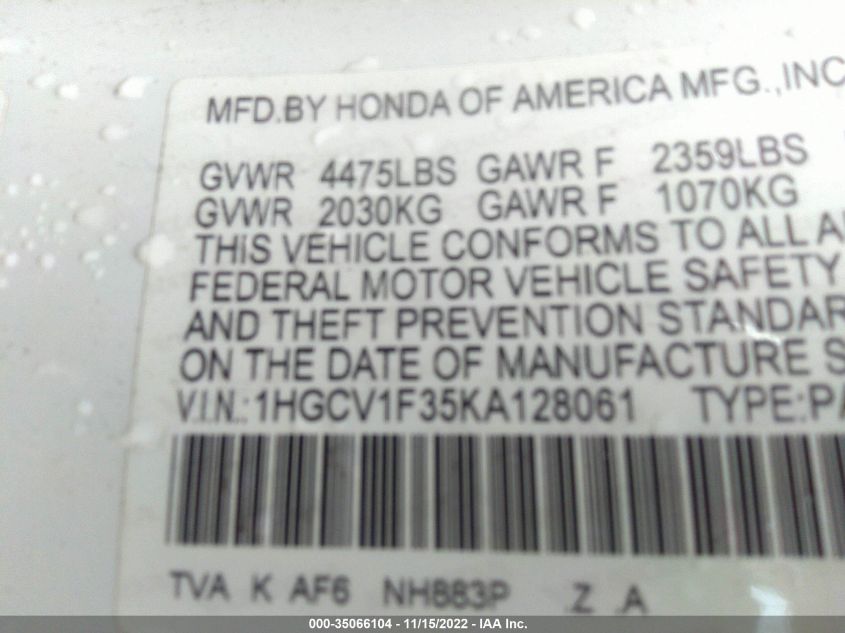 MFD.BY HONDA OF AMERICA MFG.,INC
GVWR 4475LBS GAWR F 2359LBS
GVWR 2030KG GAWR F 1070KG
THIS VEHICLE CONFORMS TO ALL A
FEDERAL MOTOR VEHICLE SAFETY
AND THEFT PREVENTION STANDAR
ON THE DATE OF MANUFACTURE S
V.I.N.:1HGCV1F35KA128061 TYPE:PA
TVA K AF6 NH883P Z A
000-35066104 - 11/15/2022 - IAA Inc.